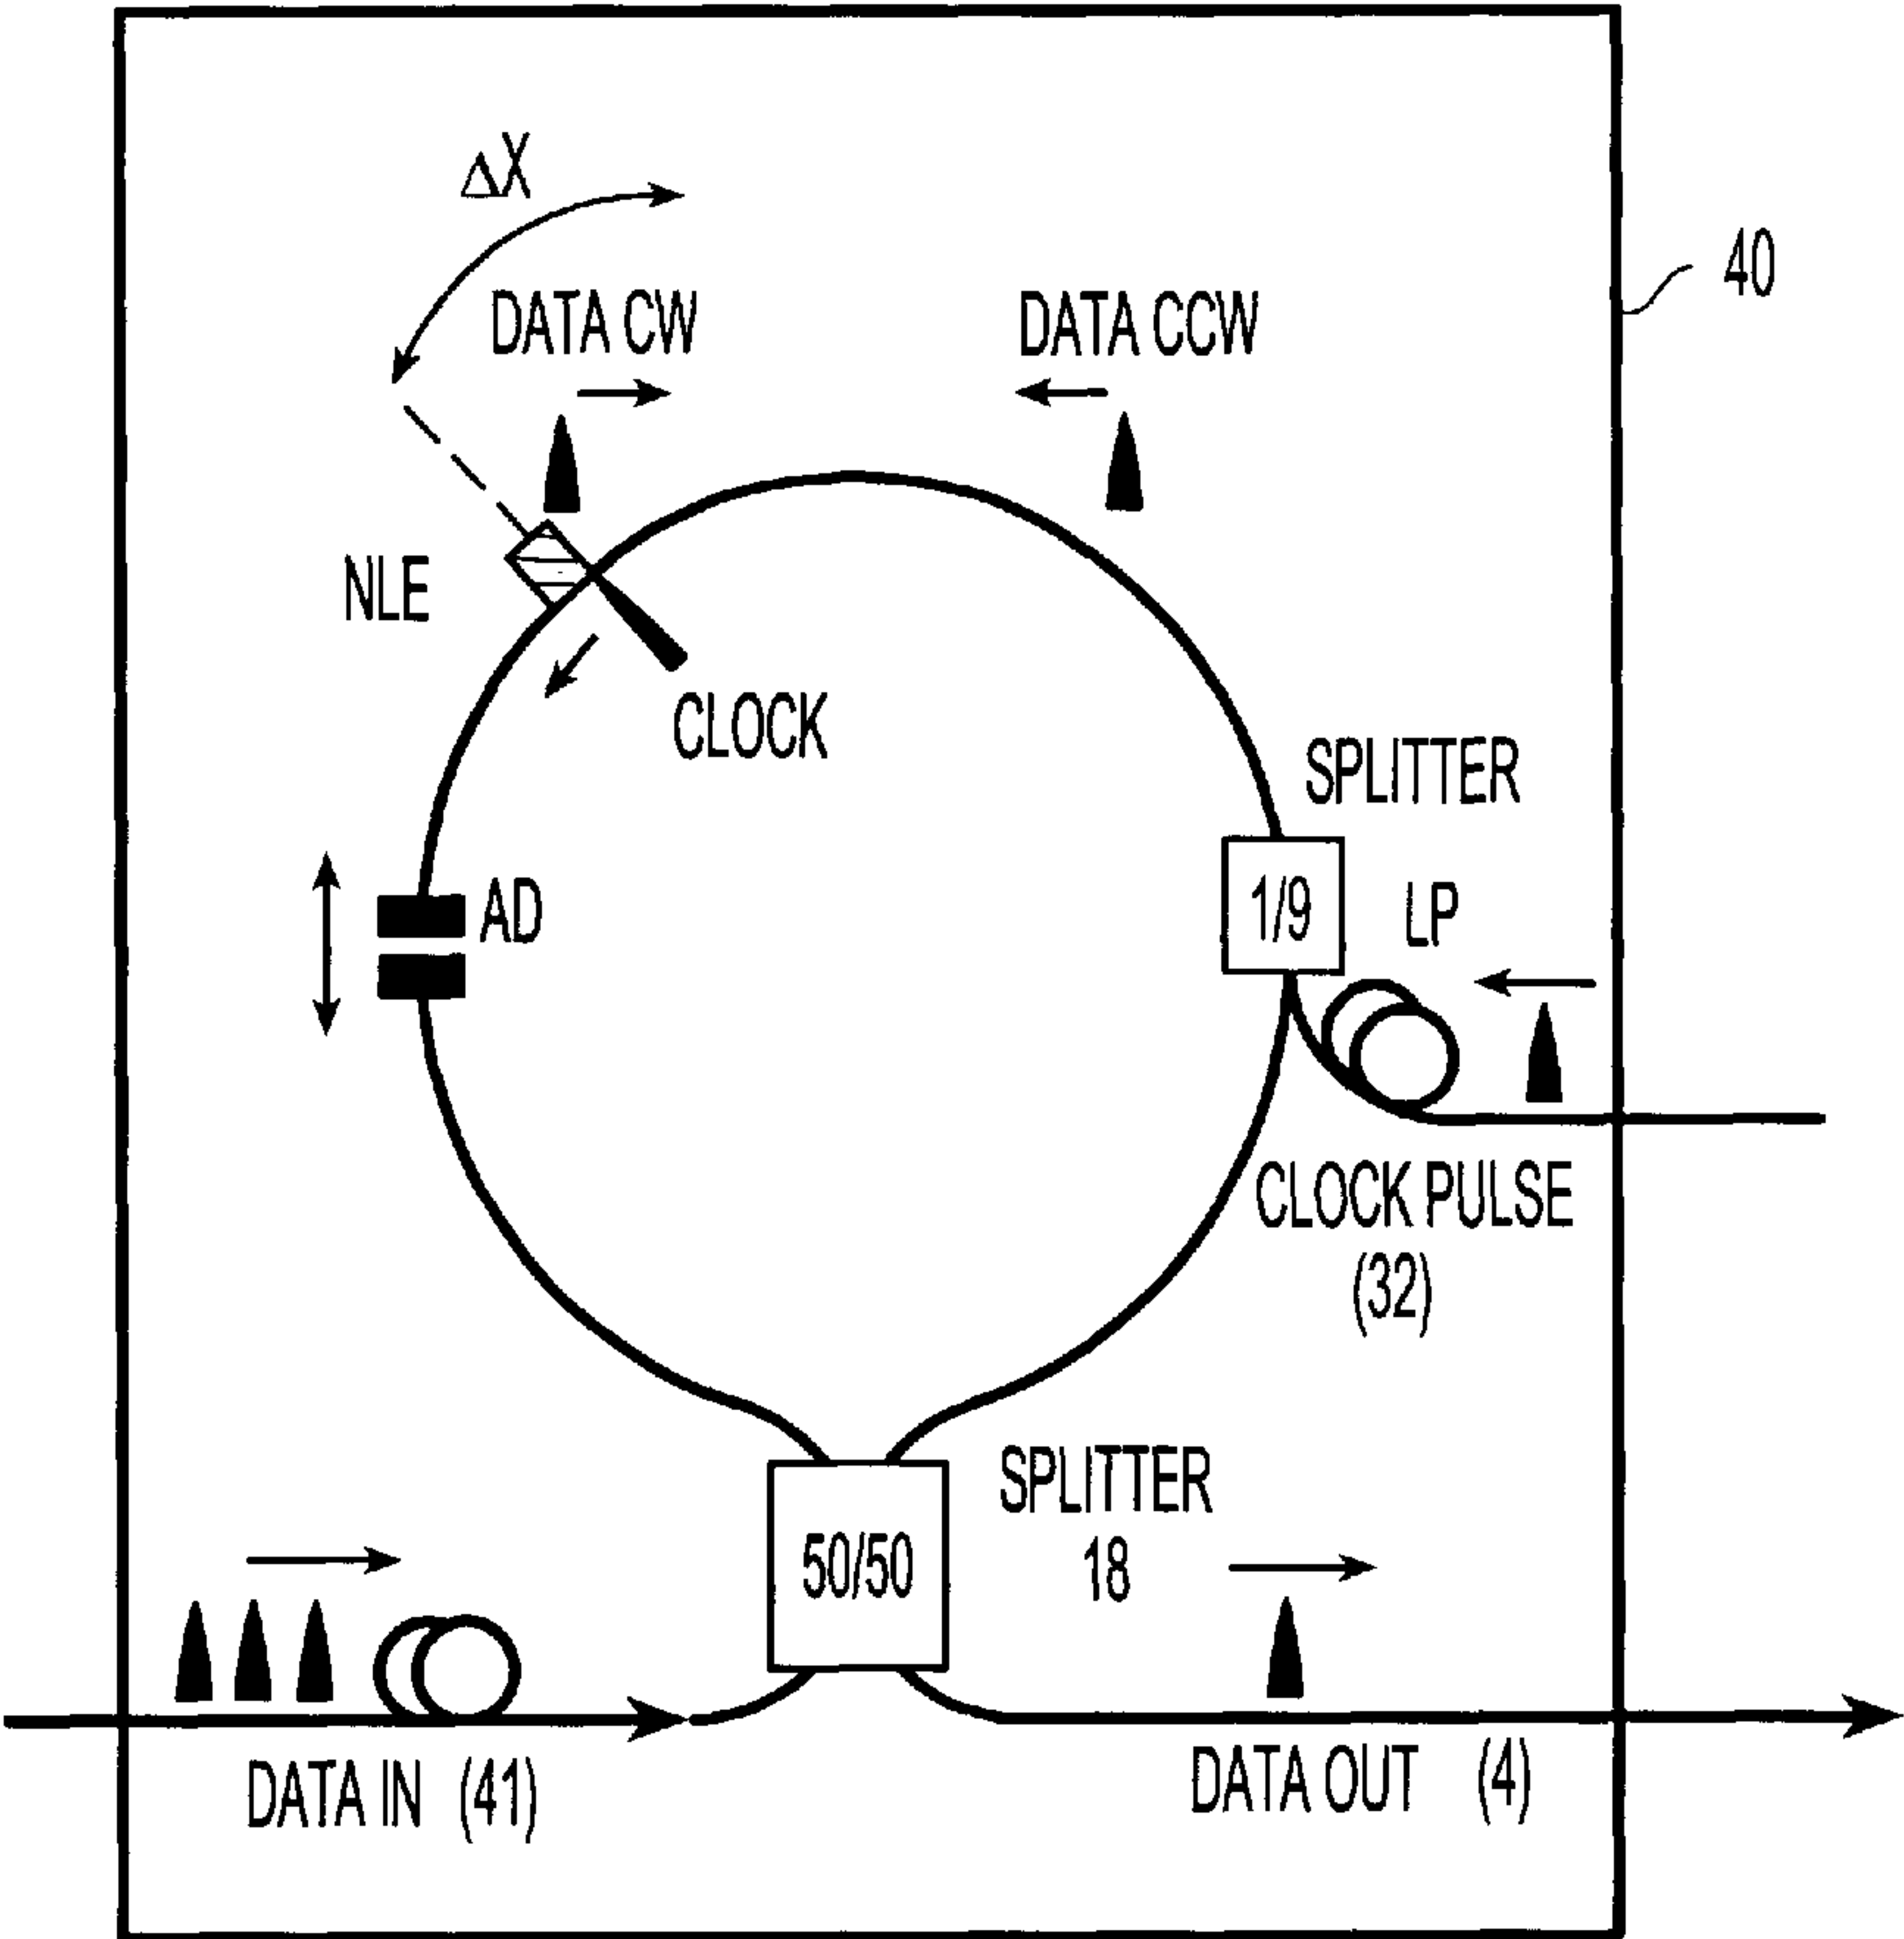 ΔX
40
DATA CW
DATA CCW
NLE
CLOCK
SPLITTER
1/9
LP
AD
CLOCK PULSE
(32)
SPLITTER
18
50/50
DATA IN (41)
DATA OUT (4)